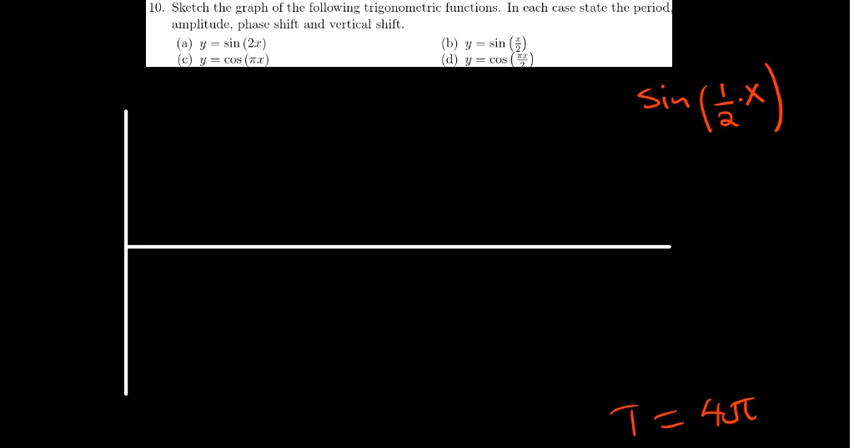 10. Sketch the graph of the following trigonometric functions. In each case state the period,
amplitude, phase shift and vertical shift.
(a) y = sin (2x) (b) y = sin (x/2)
(c) y = cos (πx) (d) y = cos (πx/2)
sin (1/2 · x)
T = 4π